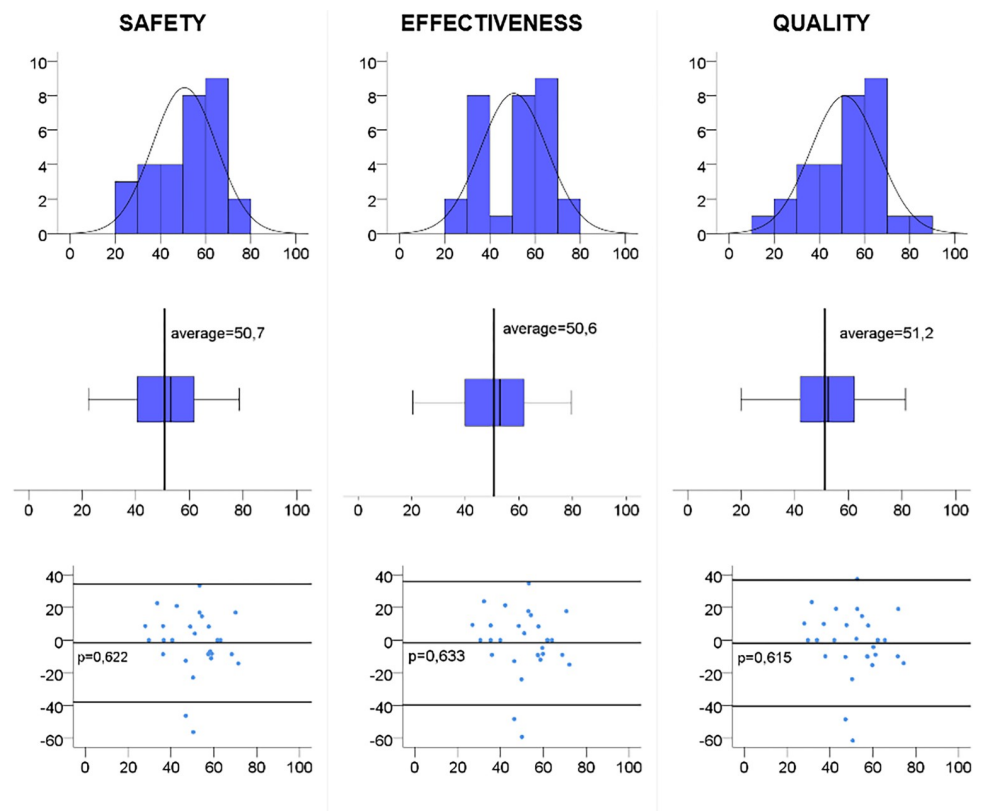 SAFETY EFFECTIVENESS QUALITY
10 10 10
8 8 8
6 6 6
4 4 4
2 2 2
0 0 0
0 20 40 60 80 100 0 20 40 60 80 100 0 20 40 60 80 100
average=50,7 average=50,6 average=51,2
0 20 40 60 80 100 0 20 40 60 80 100 0 20 40 60 80 100
40 40 40
20 20 20
0 0 0
p=0,622 p=0,633 p=0,615
-20 -20 -20
-40 -40 -40
-60 -60 -60
0 20 40 60 80 100 0 20 40 60 80 100 0 20 40 60 80 100